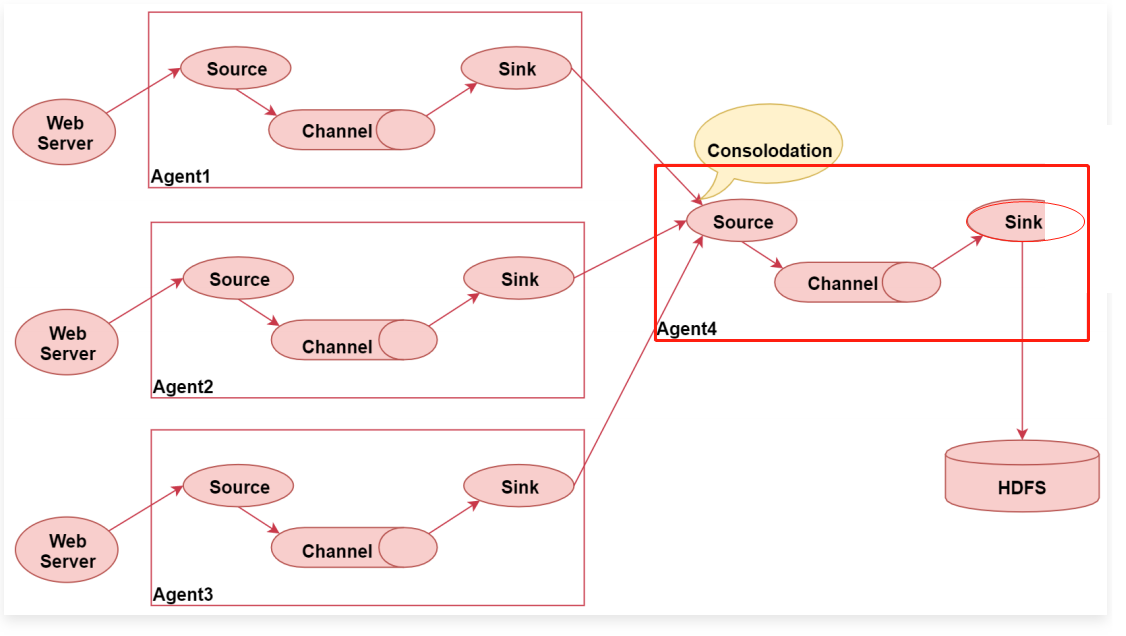 Web
Server
Source
Channel
Sink
Agent1
Web
Server
Source
Channel
Sink
Agent2
Web
Server
Source
Channel
Sink
Agent3
Consolodation
Source
Channel
Sink
Agent4
HDFS